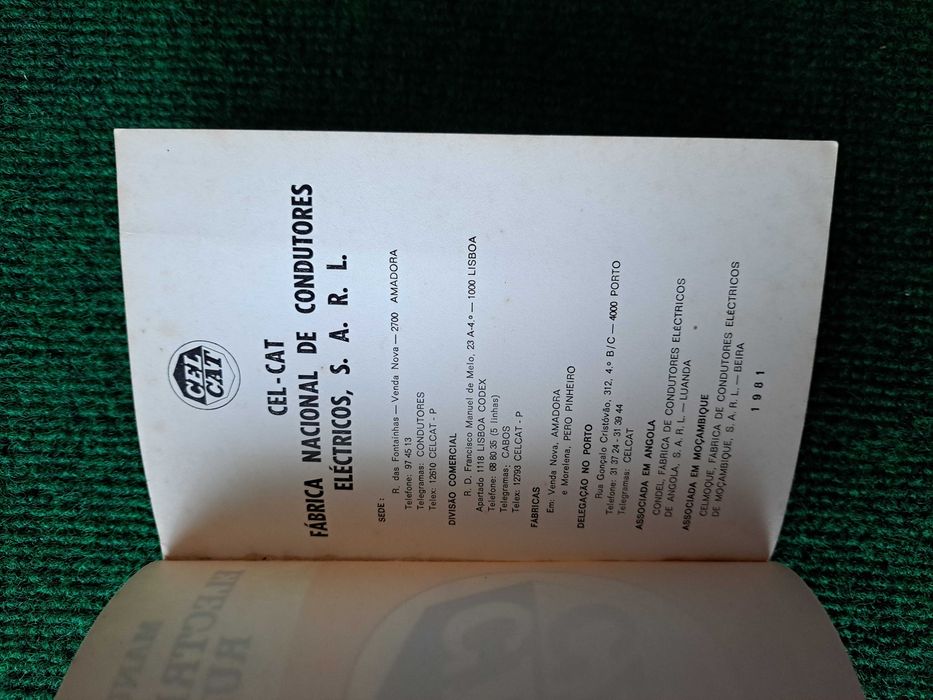 CEL
CAT
CEL-CAT
FÁBRICA NACIONAL DE CONDUTORES
ELÉCTRICOS, S. A. R. L.
SEDE:
R. das Fontaínhas — Venda Nova — 2700 AMADORA
Telefone: 97 45 13
Telegramas: CONDUTORES
Telex: 12610 CELCAT - P
DIVISÃO COMERCIAL
R. D. Francisco Manuel de Melo, 23 A-4.º — 1000 LISBOA
Apartado 1118 LISBOA CODEX
Telefone: 68 80 35 (5 linhas)
Telegramas: CABOS
Telex: 12793 CELCAT - P
FÁBRICAS
Em: Venda Nova, AMADORA
e Morelena, PERO PINHEIRO
DELEGAÇÃO NO PORTO
Rua Gonçalo Cristóvão, 312, 4.º B/C — 4000 PORTO
Telefone: 31 37 24 - 31 39 44
Telegramas: CELCAT
ASSOCIADA EM ANGOLA
CONDEL, FÁBRICA DE CONDUTORES ELÉCTRICOS
DE ANGOLA, S. A. R. L. — LUANDA
ASSOCIADA EM MOÇAMBIQUE
CELMOQUE, FÁBRICA DE CONDUTORES ELÉCTRICOS
DE MOÇAMBIQUE, S. A. R. L. — BEIRA
1981